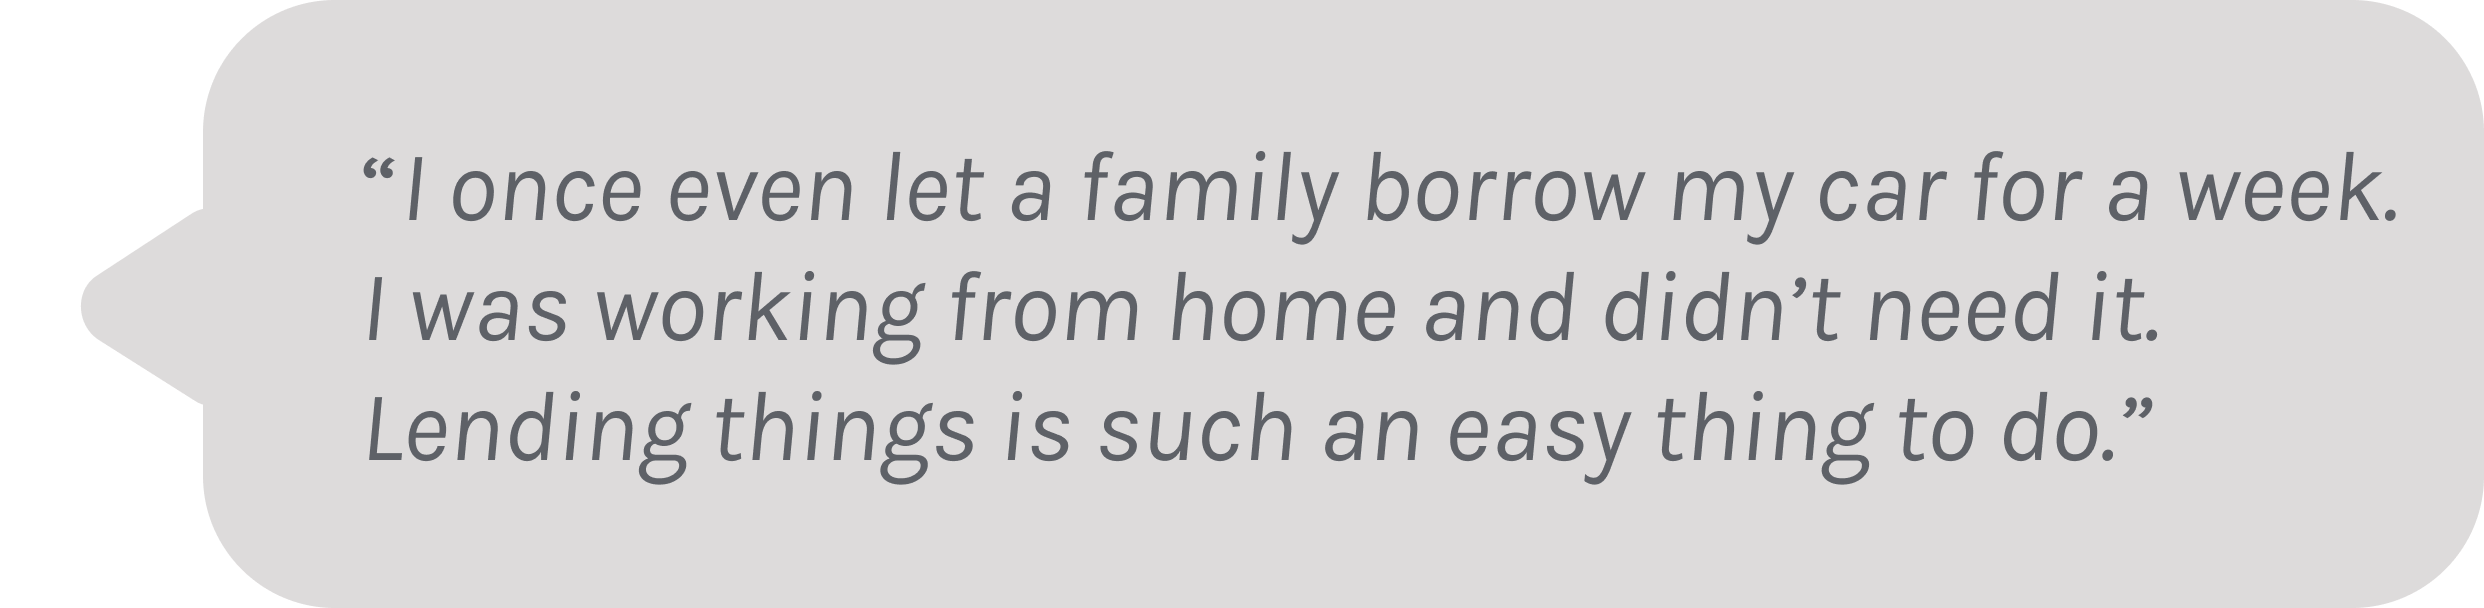 “I once even let a family borrow my car for a week.
I was working from home and didn’t need it.
Lending things is such an easy thing to do.”